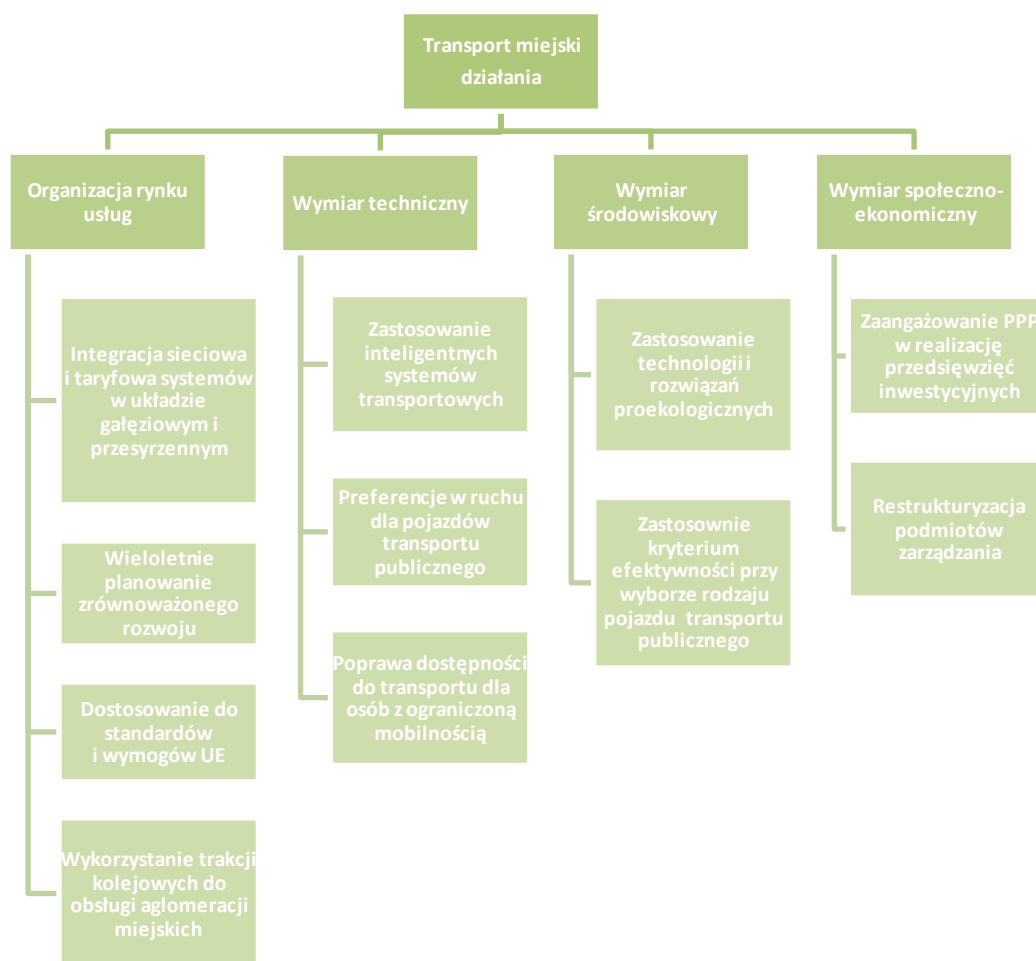 Transport miejski
działania
Organizacja rynku
usług
Integracja sieciowa
i taryfowa systemów
w układzie
gałęziowym i
przesyrzennym
Wieloletnie
planowanie
zrównoważonego
rozwoju
Dostosowanie do
standardów
i wymogów UE
Wykorzystanie trakcji
kolejowych do
obsługi aglomeracji
miejskich
Wymiar techniczny
Zastosowanie
inteligentnych
systemów
transportowych
Preferencje w ruchu
dla pojazdów
transportu
publicznego
Poprawa dostępności
do transportu dla
osób z ograniczoną
mobilnością
Wymiar
środowiskowy
Zastosowanie
technologii i
rozwiązań
proekologicznych
Zastosownie
kryterium
efektywności przy
wyborze rodzaju
pojazdu transportu
publicznego
Wymiar społeczno-
ekonomiczny
Zaangażowanie PPP
w realizację
przedsięwzięć
inwestycyjnych
Restrukturyzacja
podmiotów
zarządzania